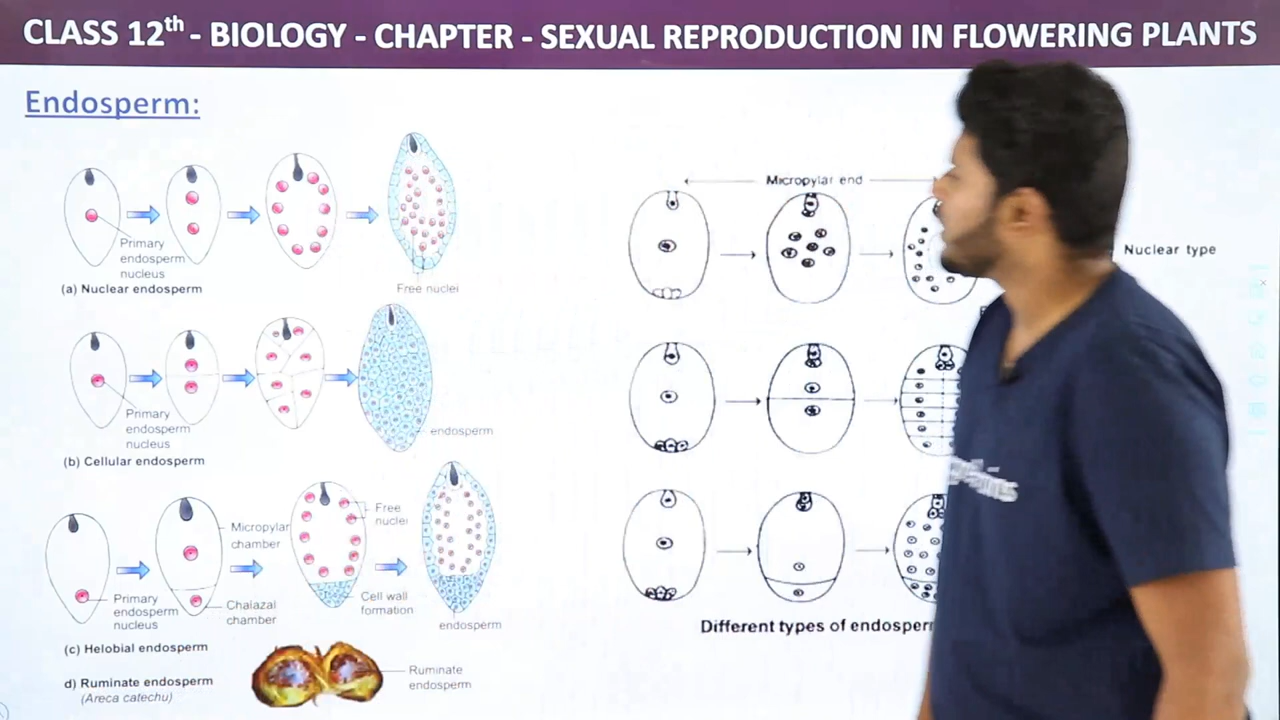 CLASS 12th - BIOLOGY - CHAPTER - SEXUAL REPRODUCTION IN FLOWERING PLANTS
Endosperm:
Primary
endosperm
nucleus
(a) Nuclear endosperm
Free nuclei
Primary
endosperm
nucleus
endosperm
(b) Cellular endosperm
Micropylar
chamber
Free
nuclei
Primary
endosperm
nucleus
Chalazal
chamber
Cell wall
formation
endosperm
(c) Helobial endosperm
d) Ruminate endosperm
(Areca catechu)
Ruminate
endosperm
Micropylar end
Nuclear type
Different types of endosper